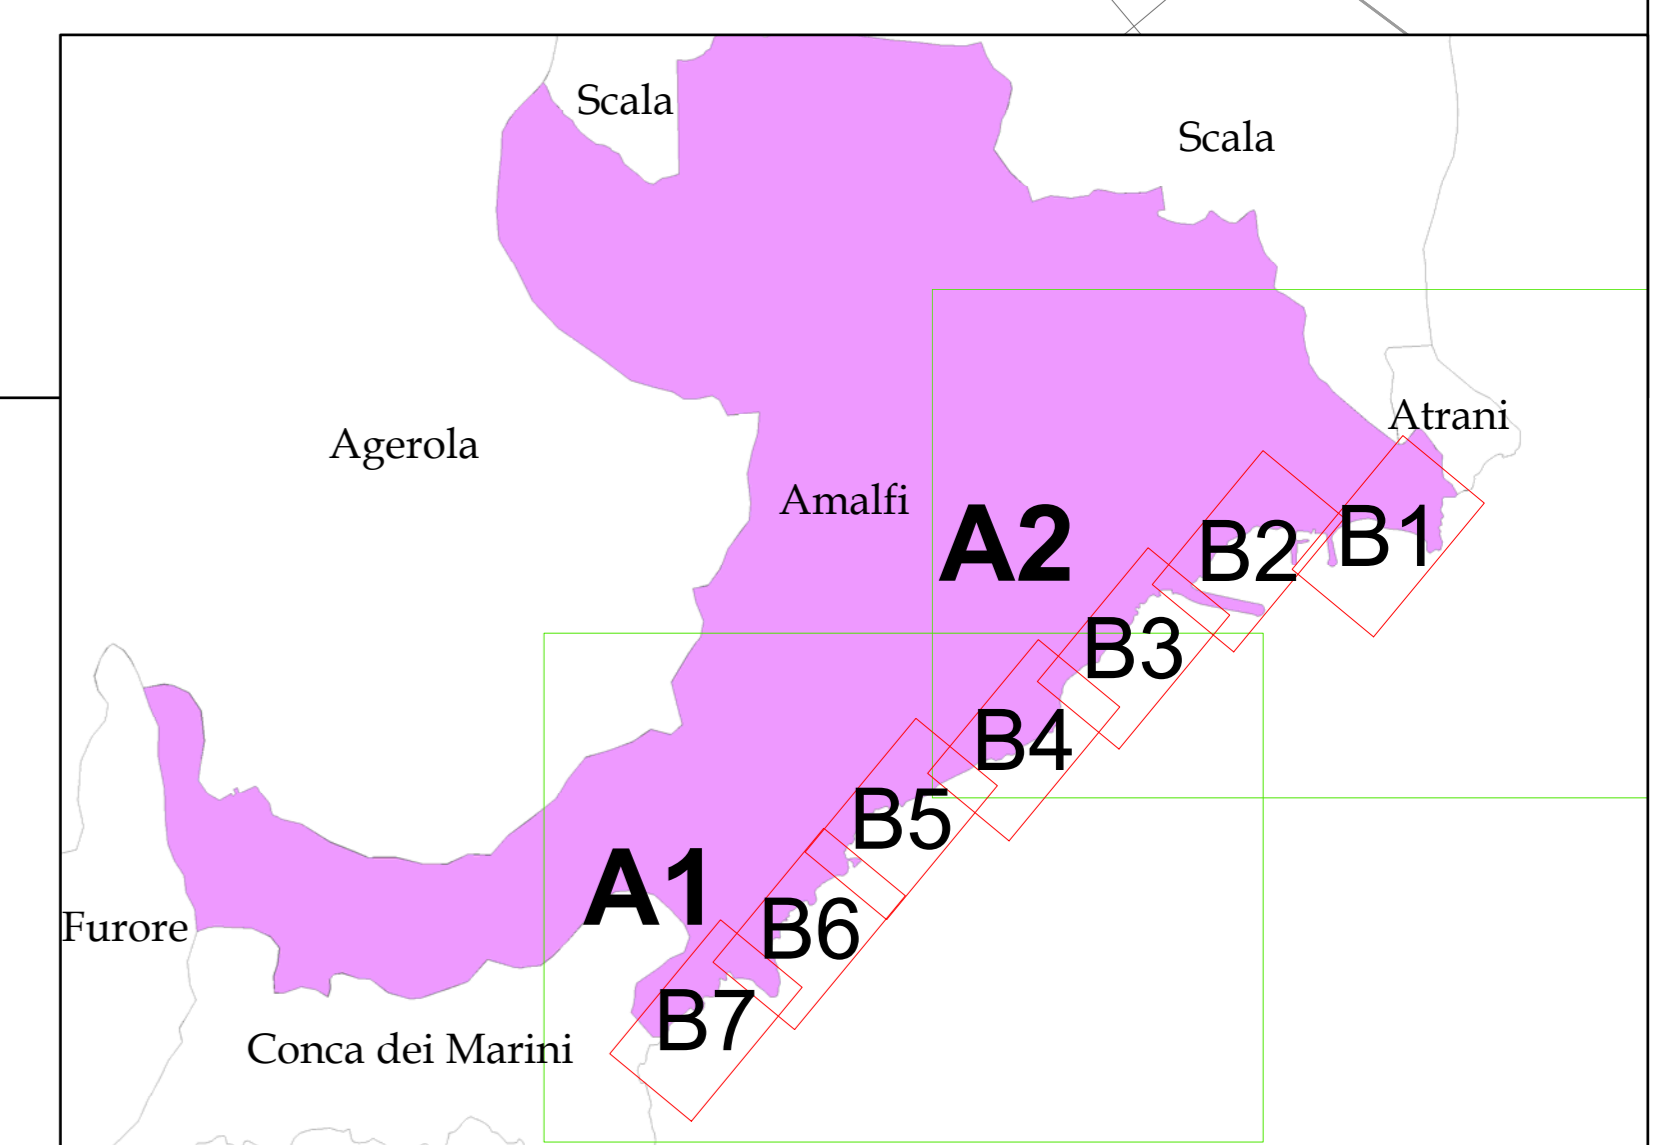 Scala
Scala
Atrani
Agerola
Amalfi
A2
B1
B2
B3
B4
B5
A1
B6
Furore
B7
Conca dei Marini